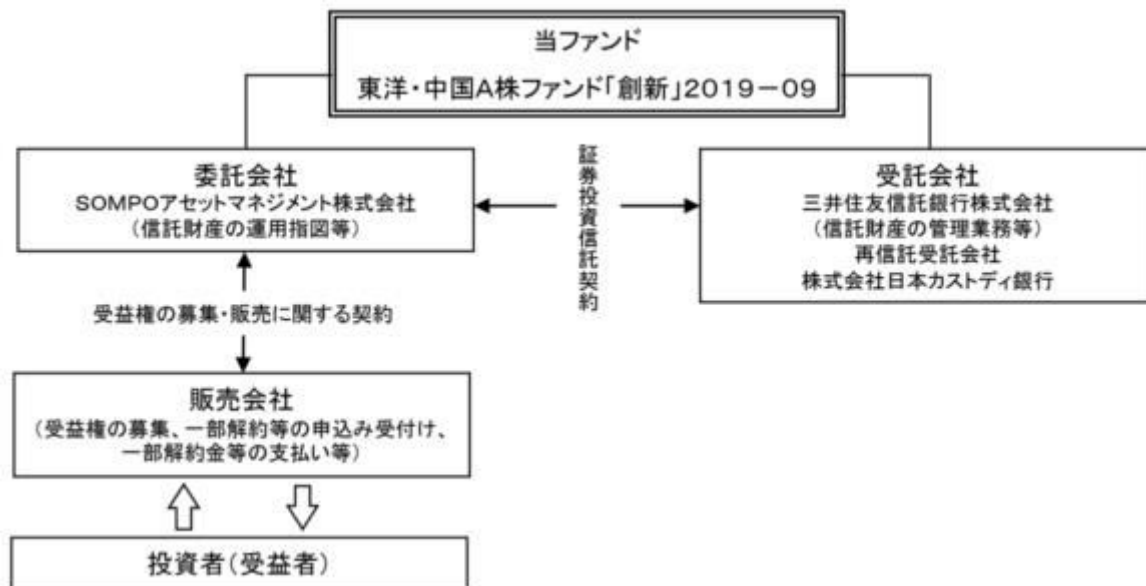 当ファンド
東洋・中国A株ファンド「創新」2019－09
委託会社
SOMPOアセットマネジメント株式会社
（信託財産の運用指図等）
証券投資信託契約
受託会社
三井住友信託銀行株式会社
（信託財産の管理業務等）
再信託受託会社
株式会社日本カストディ銀行
受益権の募集・販売に関する契約
販売会社
（受益権の募集、一部解約等の申込み受付け、
一部解約金等の支払い等）
投資者（受益者）